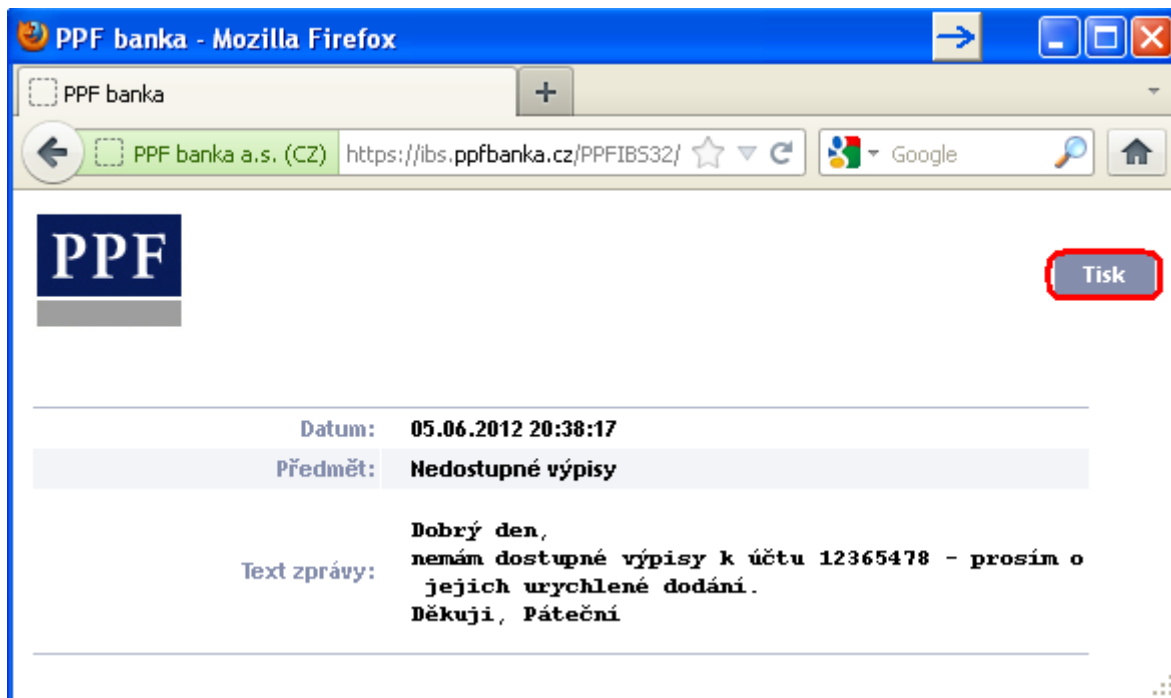 PPF banka - Mozilla Firefox
PPF banka
PPF banka a.s. (CZ) https://ibs.ppfbanka.cz/PPFIBS32/ Google
PPF
Tisk
Datum: 05.06.2012 20:38:17
Předmět: Nedostupné výpisy
Text zprávy: Dobrý den,
nemám dostupné výpisy k účtu 12365478 - prosím o
jejich urychlené dodání.
Děkuji, Páteční